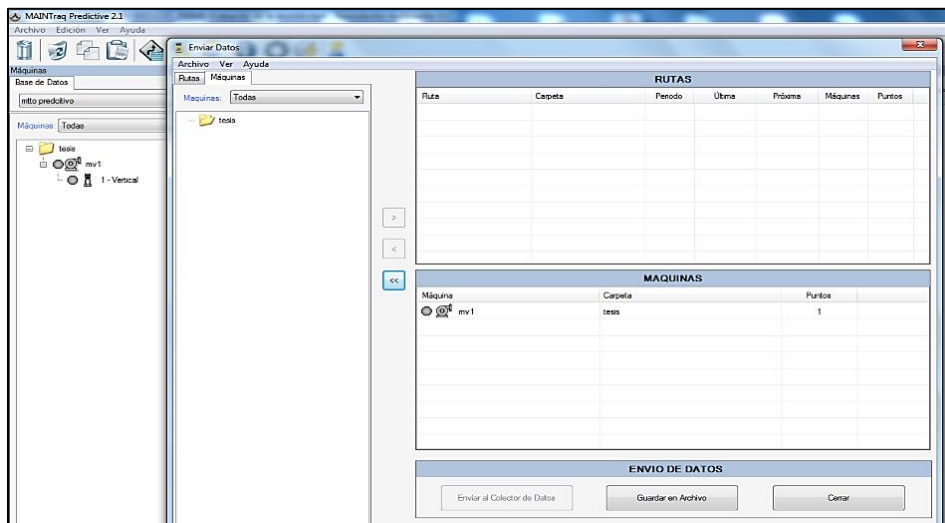 MAINTraq Predictive 2.1
Archivo Edición Ver Ayuda
Máquinas
Base de Datos
mtto predcitivo
Máquinas: Todas
tesis
mv1
1 - Vertical
Enviar Datos
Archivo Ver Ayuda
Rutas Máquinas
Maquinas: Todas
tesis
>
<
<<
RUTAS
Ruta Carpeta Periodo Última Próxima Máquinas Puntos
MAQUINAS
Máquina Carpeta Puntos
mv1 tesis 1
ENVIO DE DATOS
Enviar al Colector de Datos Guardar en Archivo Cerrar